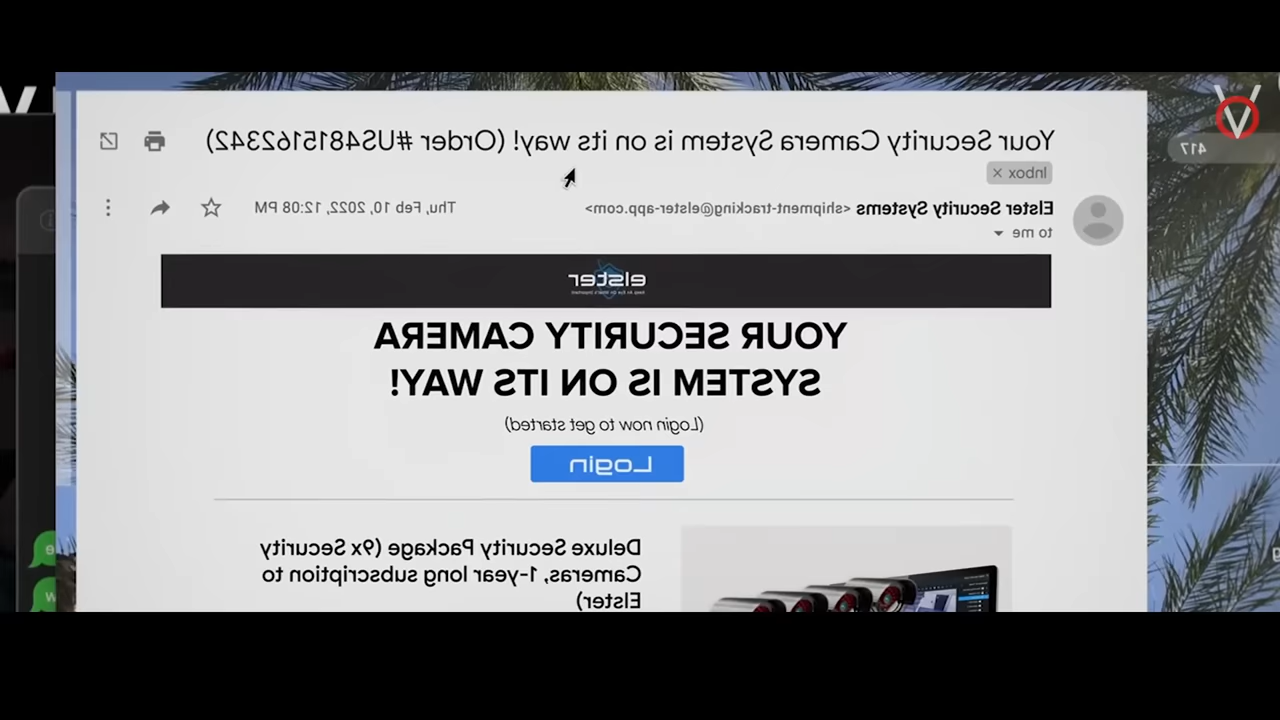 Your Security Camera System is on its way! (Order #US4815162342)
Inbox ×
Elster Security Systems <shipment-tracking@elster-app.com>
Thu, Feb 10, 2022, 12:08 PM
to me
417
elster
YOUR SECURITY CAMERA
SYSTEM IS ON ITS WAY!
(Login now to get started)
Login
Deluxe Security Package (9x Security
Cameras, 1-year long subscription to
Elster)